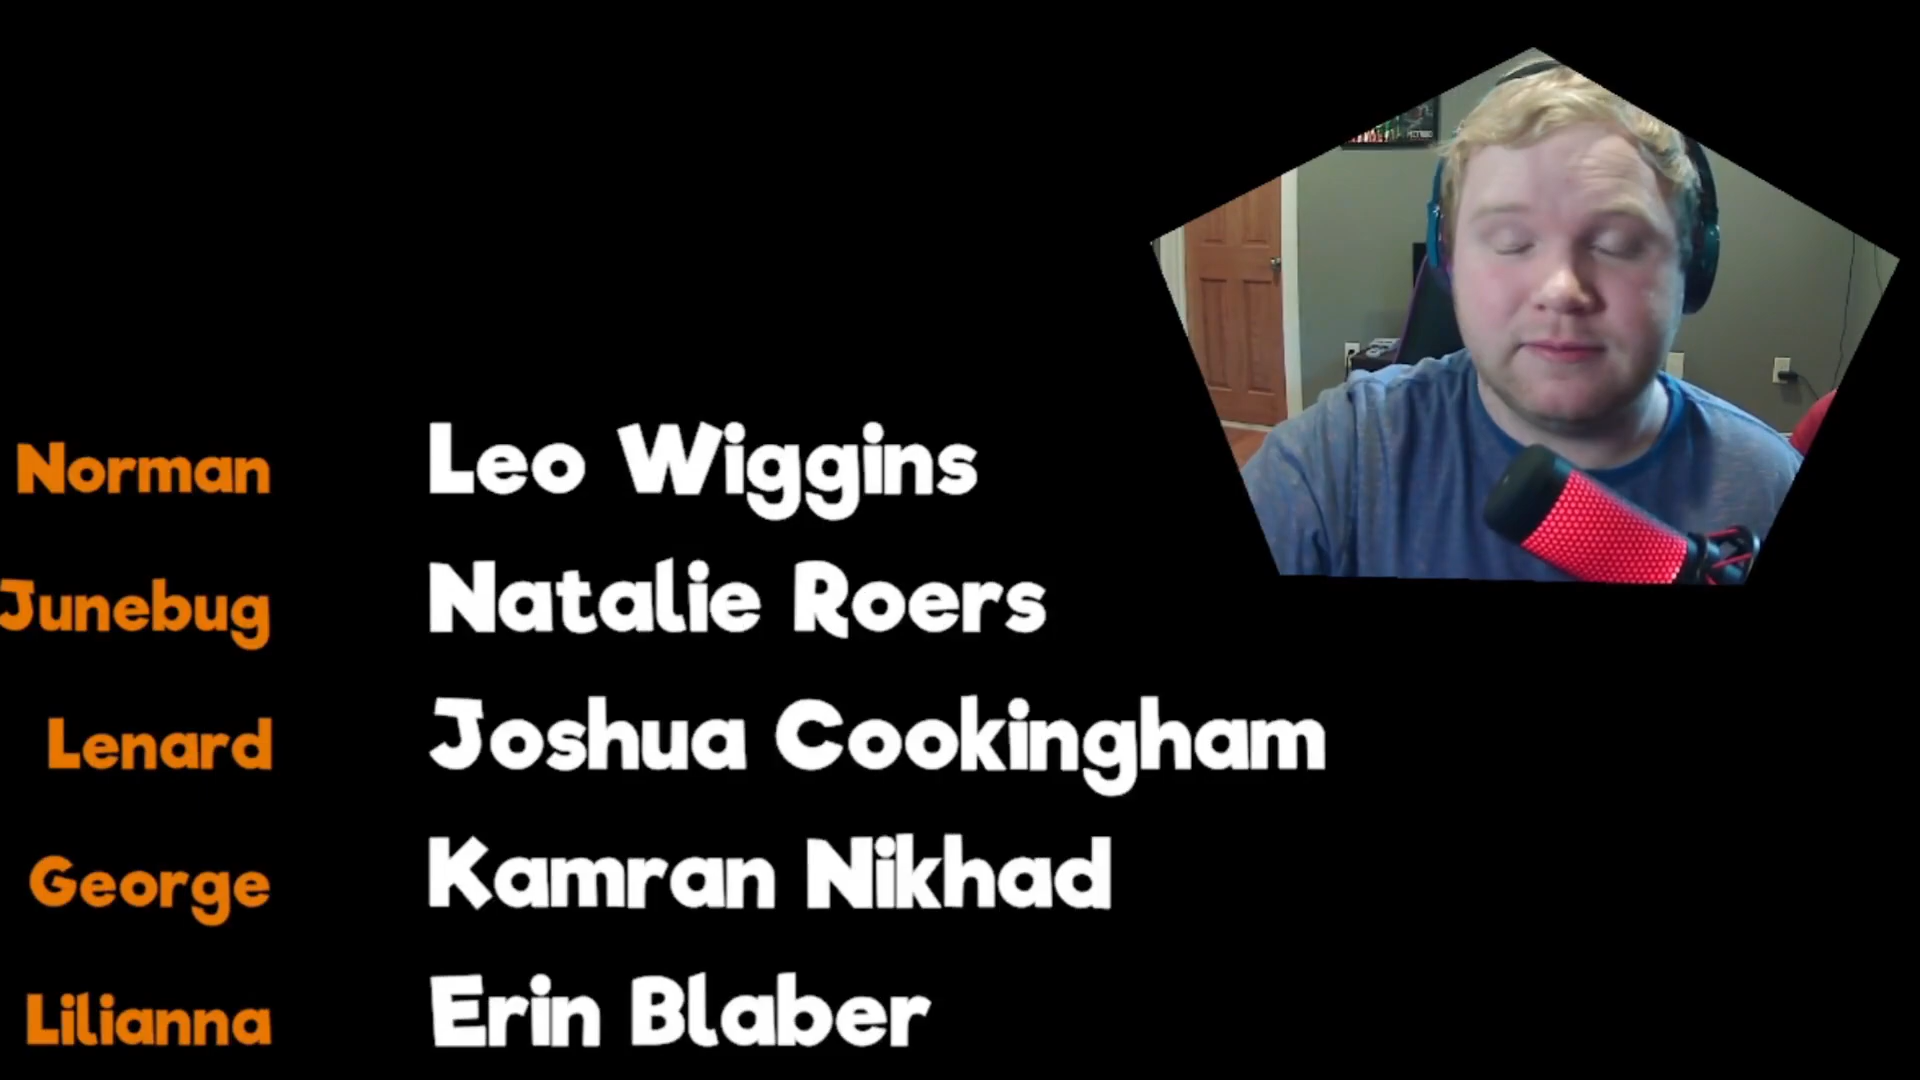 Norman Leo Wiggins
Junebug Natalie Roers
Lenard Joshua Cookingham
George Kamran Nikhad
Lilianna Erin Blaber